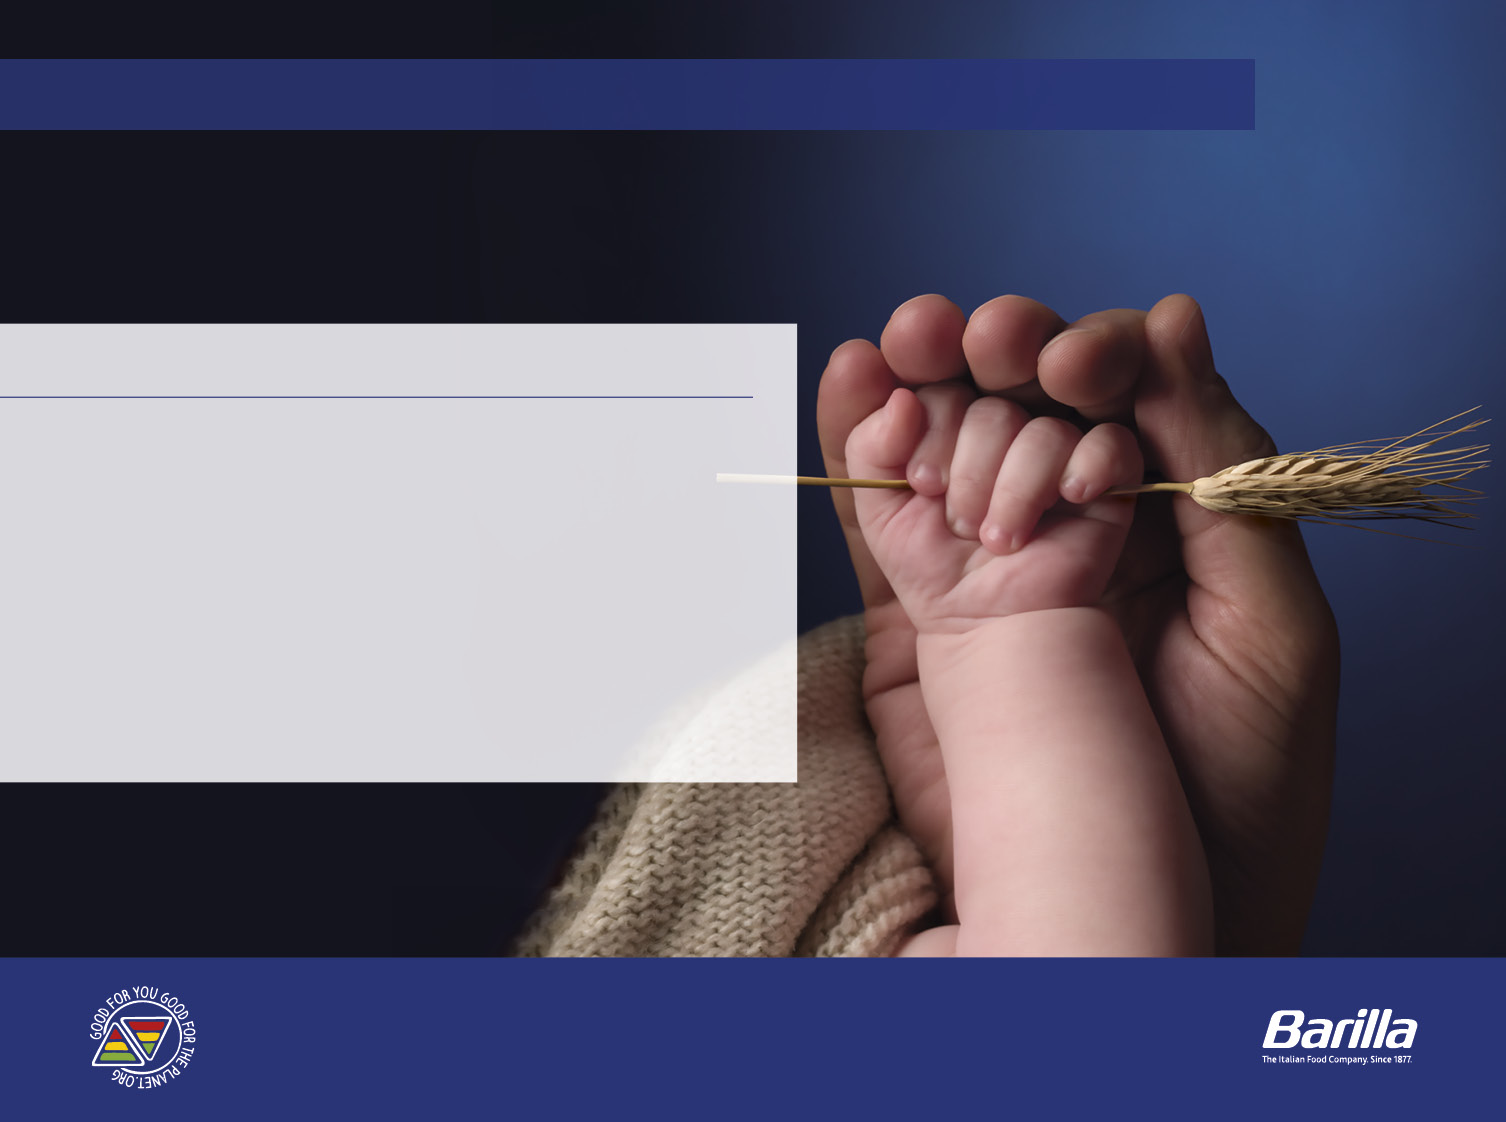 GOOD FOR YOU GOOD FOR THE PLANET.ORG
Barilla
The Italian Food Company. Since 1877.